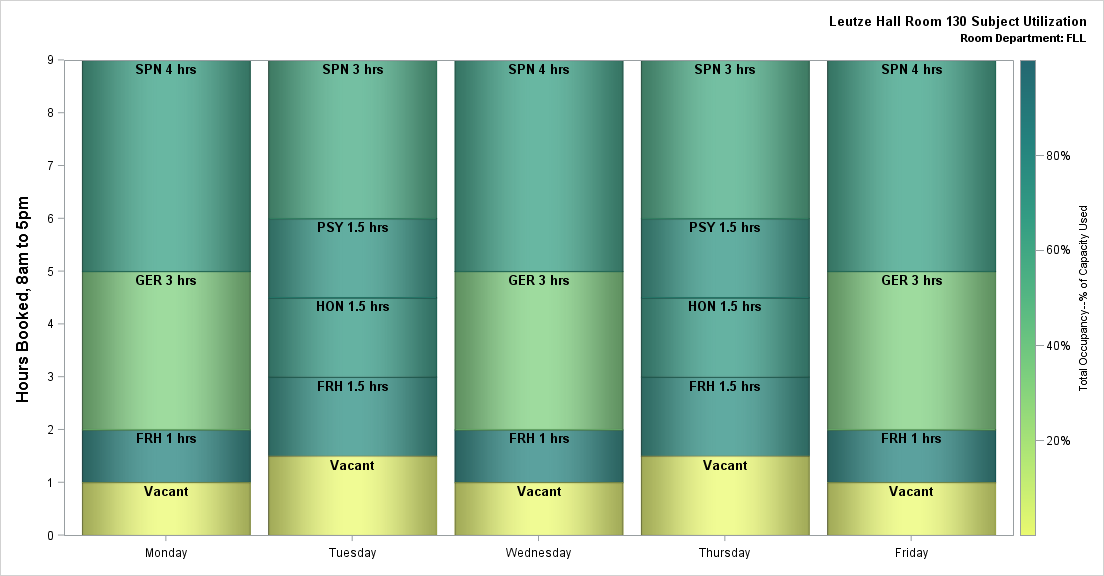 Leutze Hall Room 130 Subject Utilization
Room Department: FLL
Hours Booked, 8am to 5pm
9
8
7
6
5
4
3
2
1
0
SPN 4 hrs
GER 3 hrs
FRH 1 hrs
Vacant
SPN 3 hrs
PSY 1.5 hrs
HON 1.5 hrs
FRH 1.5 hrs
Vacant
SPN 4 hrs
GER 3 hrs
FRH 1 hrs
Vacant
SPN 3 hrs
PSY 1.5 hrs
HON 1.5 hrs
FRH 1.5 hrs
Vacant
SPN 4 hrs
GER 3 hrs
FRH 1 hrs
Vacant
Monday
Tuesday
Wednesday
Thursday
Friday
80%
60%
40%
20%
Total Occupancy--% of Capacity Used